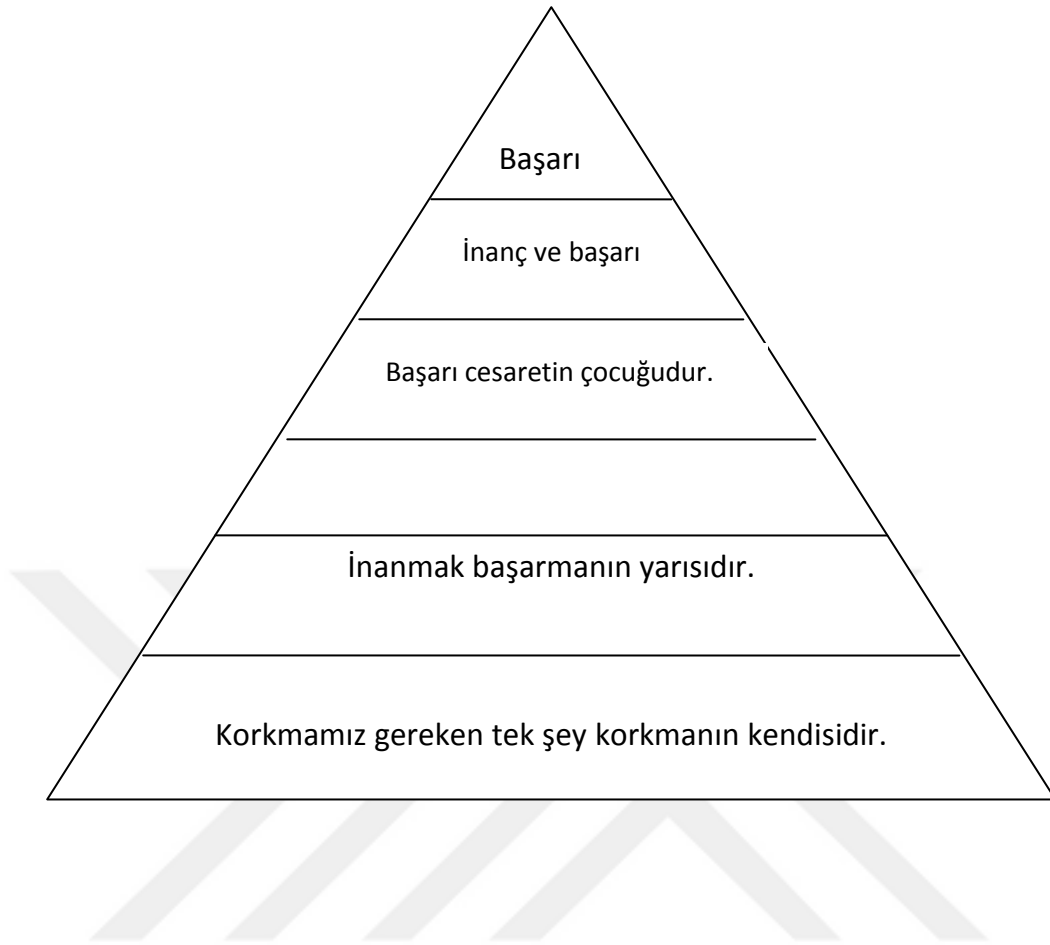 Başarı
İnanç ve başarı
Başarı cesaretin çocuğudur.
İnanmak başarmanın yarısıdır.
Korkmamız gereken tek şey korkmanın kendisidir.